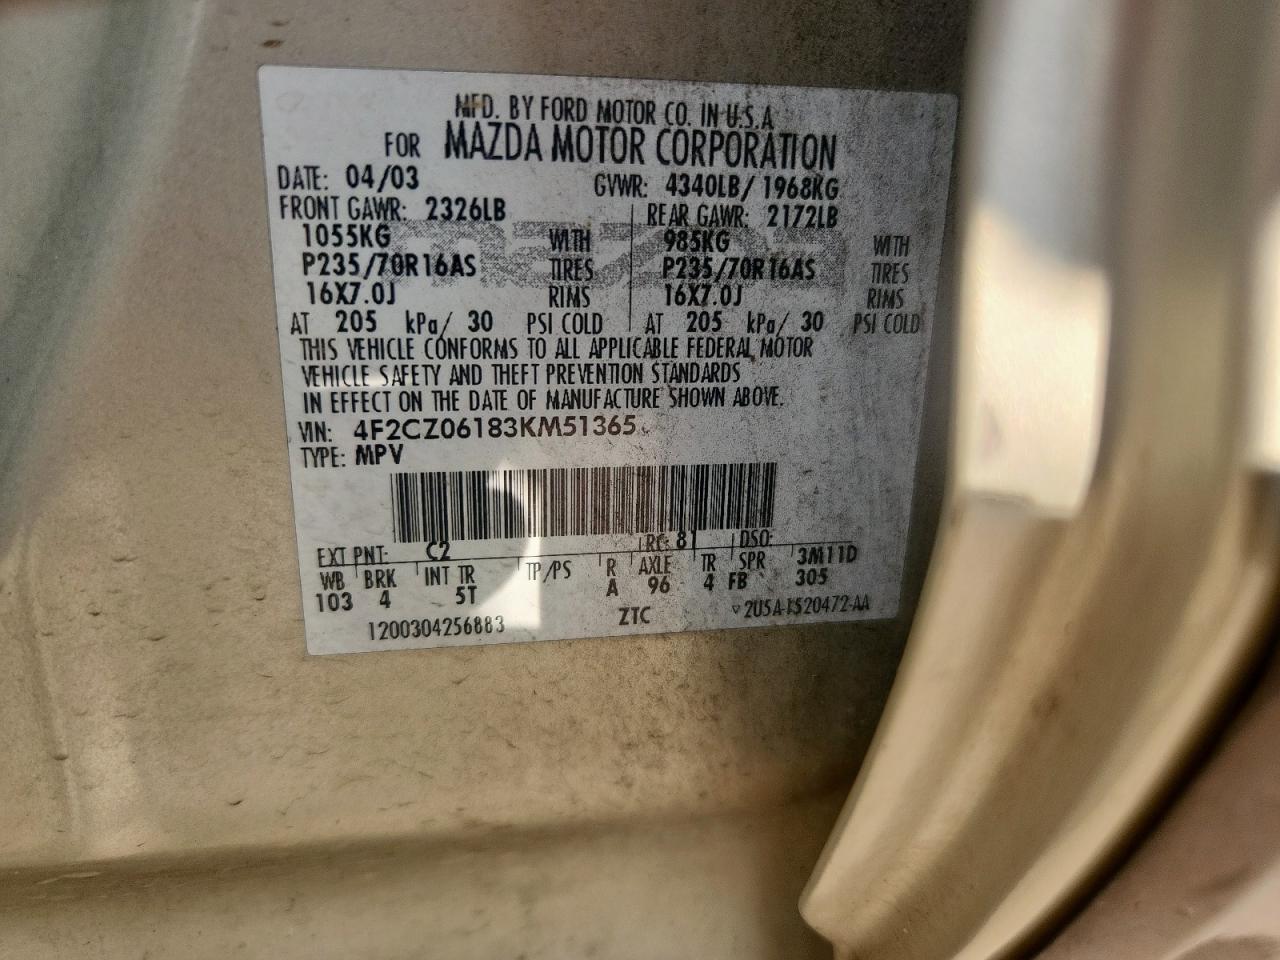 MFD. BY FORD MOTOR CO. IN U.S.A
FOR MAZDA MOTOR CORPORATION
DATE: 04/03 GVWR: 4340LB/ 1968KG
FRONT GAWR: 2326LB REAR GAWR: 2172LB
1055KG WITH 985KG WITH
P235/70R16AS TIRES P235/70R16AS TIRES
16X7.0J RIMS 16X7.0J RIMS
AT 205 kPa/ 30 PSI COLD AT 205 kPa/ 30 PSI COLD
THIS VEHICLE CONFORMS TO ALL APPLICABLE FEDERAL MOTOR
VEHICLE SAFETY AND THEFT PREVENTION STANDARDS
IN EFFECT ON THE DATE OF MANUFACTURE SHOWN ABOVE.
VIN: 4F2CZ06183KM51365
TYPE: MPV
EXT PNT: C2 RC: 81 DSO:
WB BRK INT TR TP/PS R AXLE TR SPR 3M11D
103 4 5T A 96 4 FB 305
1200304256883 ZTC 2U5A-1520472-AA